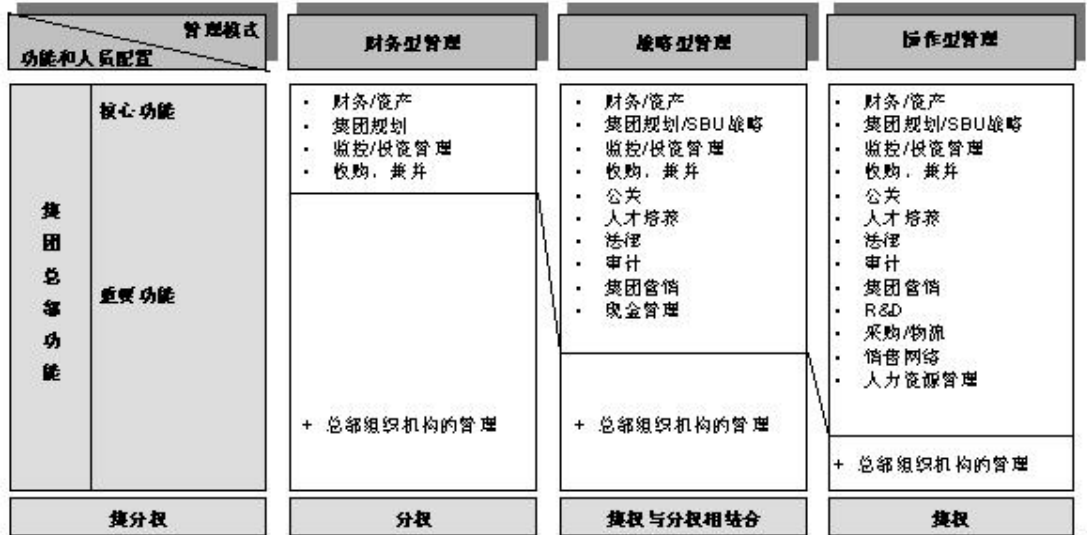 管理模式
功能和人员配置
财务型管理
战略型管理
操作型管理
集团总部功能
核心功能
重要功能
· 财务/资产
· 集团规划
· 监控/投资管理
· 收购，兼并
+ 总部组织机构的管理
· 财务/资产
· 集团规划/SBU战略
· 监控/投资管理
· 收购，兼并
· 公关
· 人才培养
· 法律
· 审计
· 集团营销
· 现金管理
+ 总部组织机构的管理
· 财务/资产
· 集团规划/SBU战略
· 监控/投资管理
· 收购，兼并
· 公关
· 人才培养
· 法律
· 审计
· 集团营销
· R&D
· 采购/物流
· 销售网络
· 人力资源管理
+ 总部组织机构的管理
集分权
分权
集权与分权相结合
集权